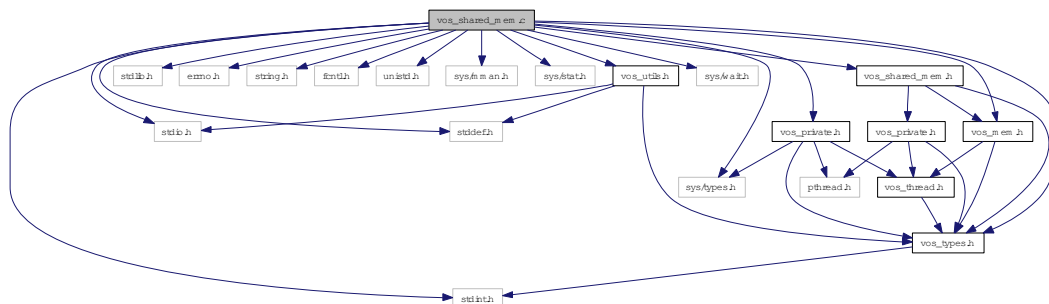 vos_shared_mem.c
stdlib.h
errno.h
string.h
fcntl.h
unistd.h
sys/mman.h
sys/stat.h
vos_utils.h
sys/wait.h
vos_shared_mem.h
stdio.h
stddef.h
vos_private.h
vos_private.h
vos_mem.h
sys/types.h
pthread.h
vos_thread.h
vos_types.h
stdint.h